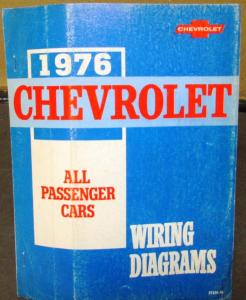 CHEVROLET
1976
CHEVROLET
ALL
PASSENGER
CARS
WIRING
DIAGRAMS